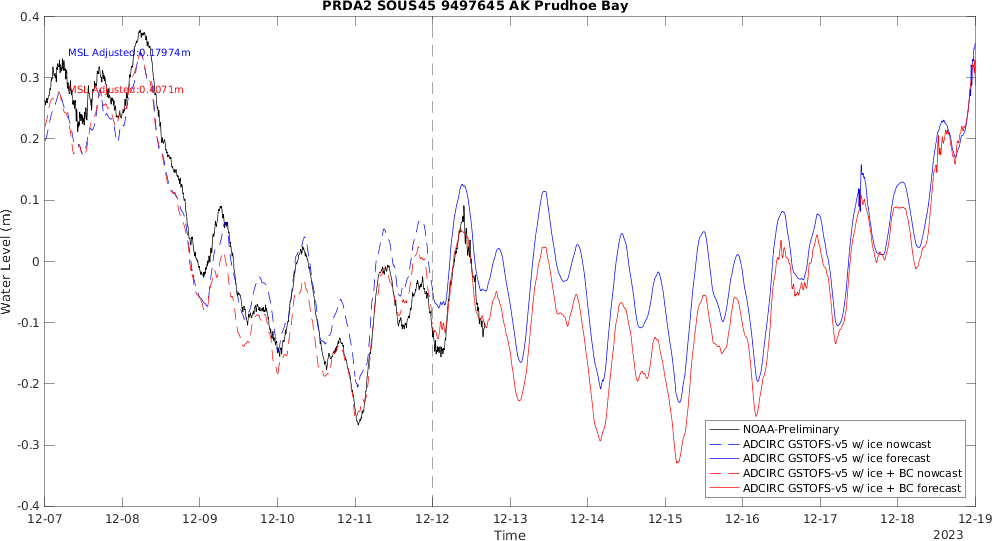 PRDA2 SOUS45 9497645 AK Prudhoe Bay
0.4
0.3
0.2
0.1
0
-0.1
-0.2
-0.3
-0.4
Water Level (m)
MSL Adjusted:0.17974m
MSL Adjusted:0.4071m
NOAA-Preliminary
ADCIRC GSTOFS-v5 w/ ice nowcast
ADCIRC GSTOFS-v5 w/ ice forecast
ADCIRC GSTOFS-v5 w/ ice + BC nowcast
ADCIRC GSTOFS-v5 w/ ice + BC forecast
12-07 12-08 12-09 12-10 12-11 12-12 12-13 12-14 12-15 12-16 12-17 12-18 12-19
Time
2023